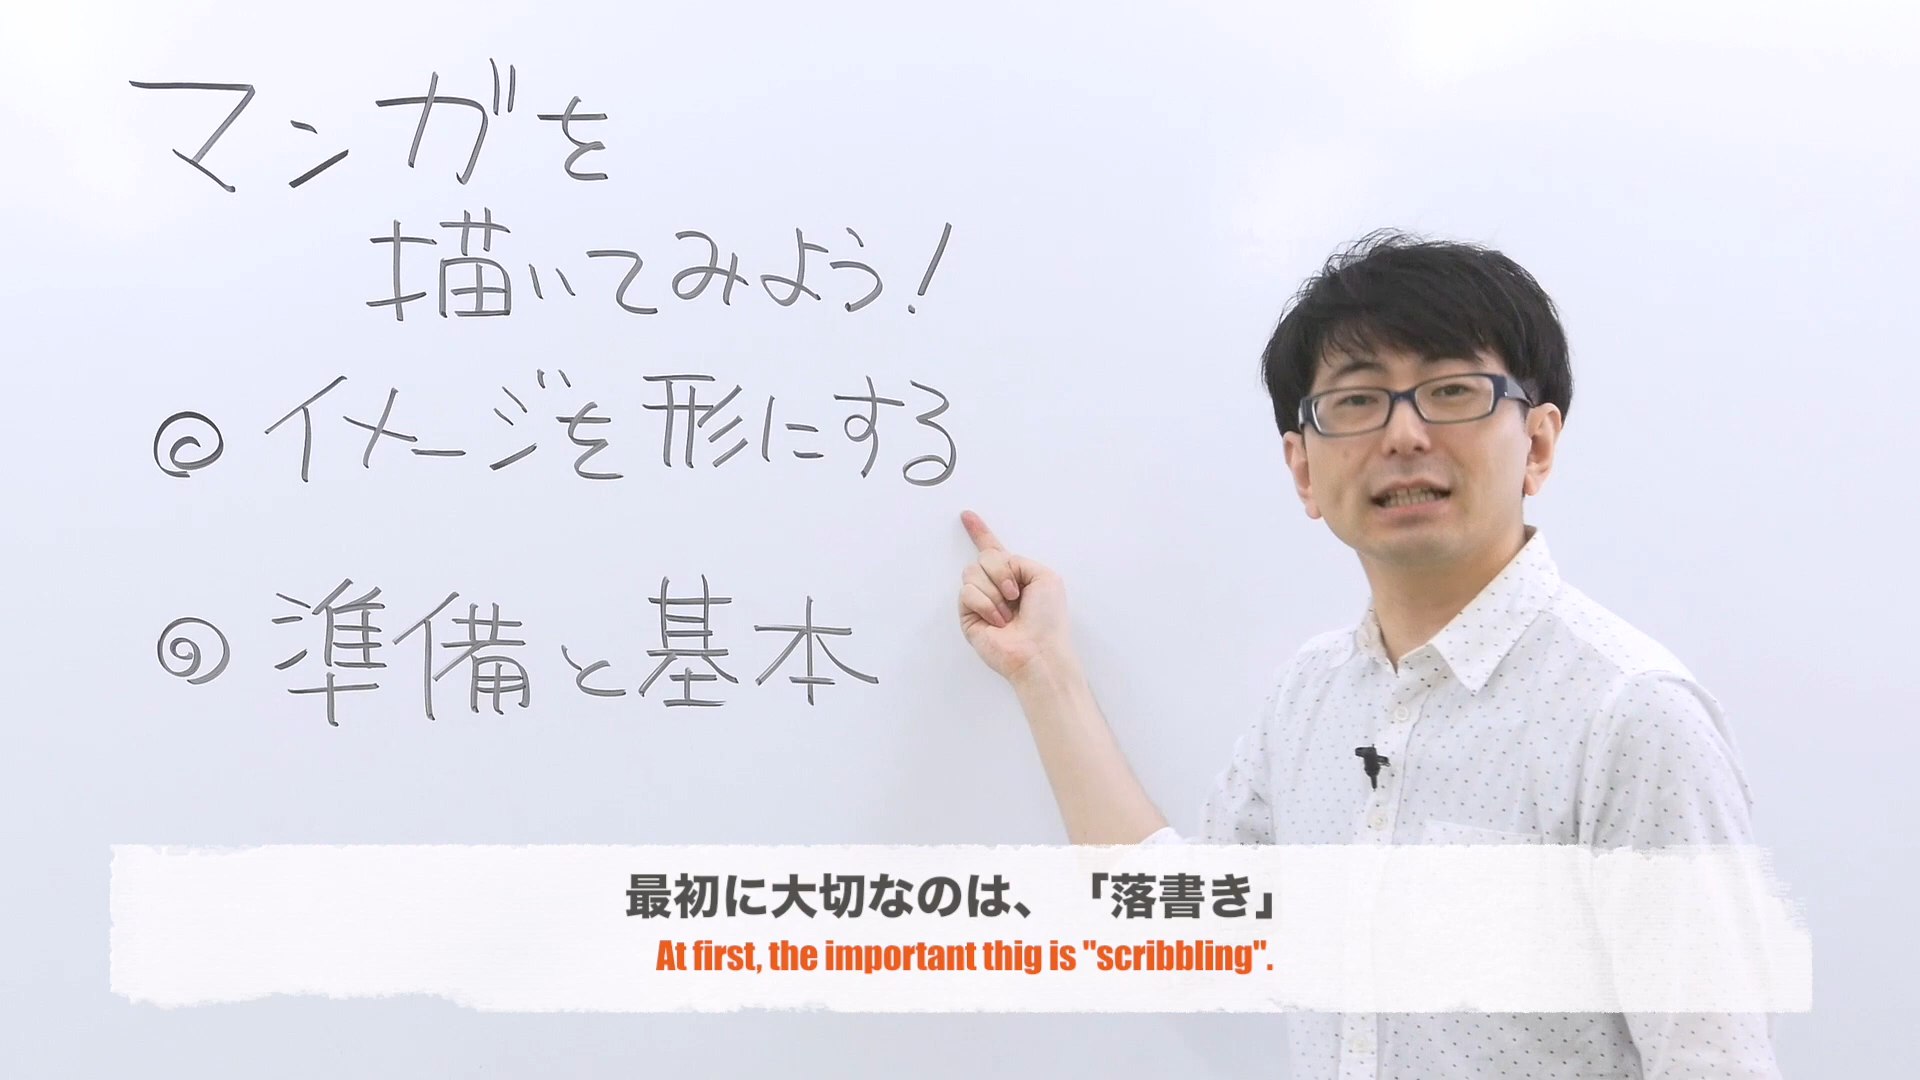 マンガを
描いてみよう!
イメージを形にする
準備と基本
最初に大切なのは、「落書き」
At first, the important thig is "scribbling".